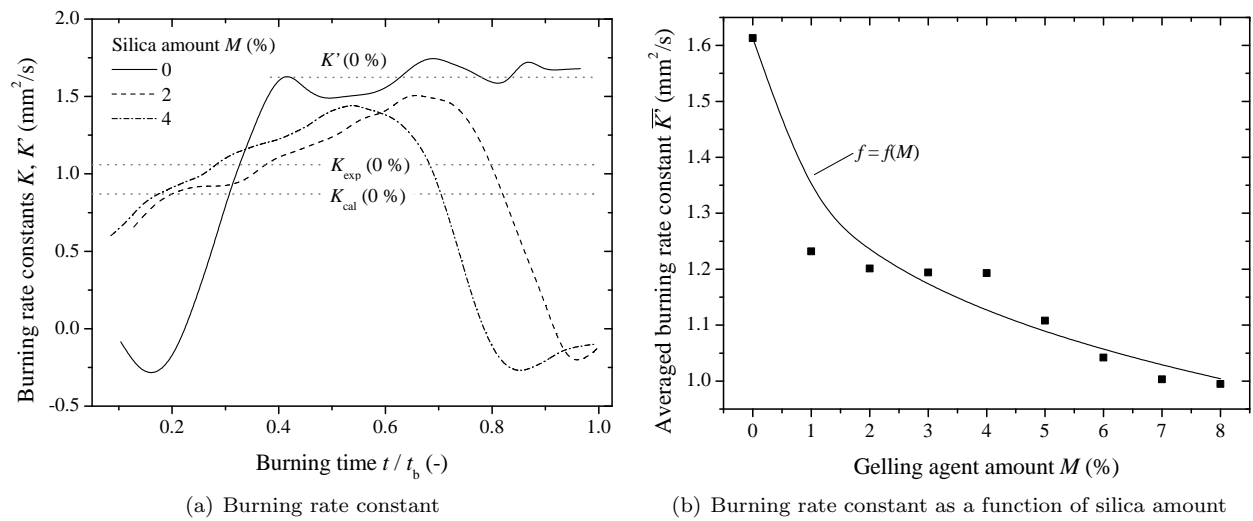 2.0
1.5
1.0
0.5
0.0
-0.5
Burning rate constants K, K' (mm²/s)
Silica amount M (%)
0
2
4
K' (0 %)
K_exp (0 %)
K_cal (0 %)
0.2 0.4 0.6 0.8 1.0
Burning time t / t_b (-)
(a) Burning rate constant
1.6
1.5
1.4
1.3
1.2
1.1
1.0
Averaged burning rate constant K̅' (mm²/s)
f = f(M)
0 1 2 3 4 5 6 7 8
Gelling agent amount M (%)
(b) Burning rate constant as a function of silica amount